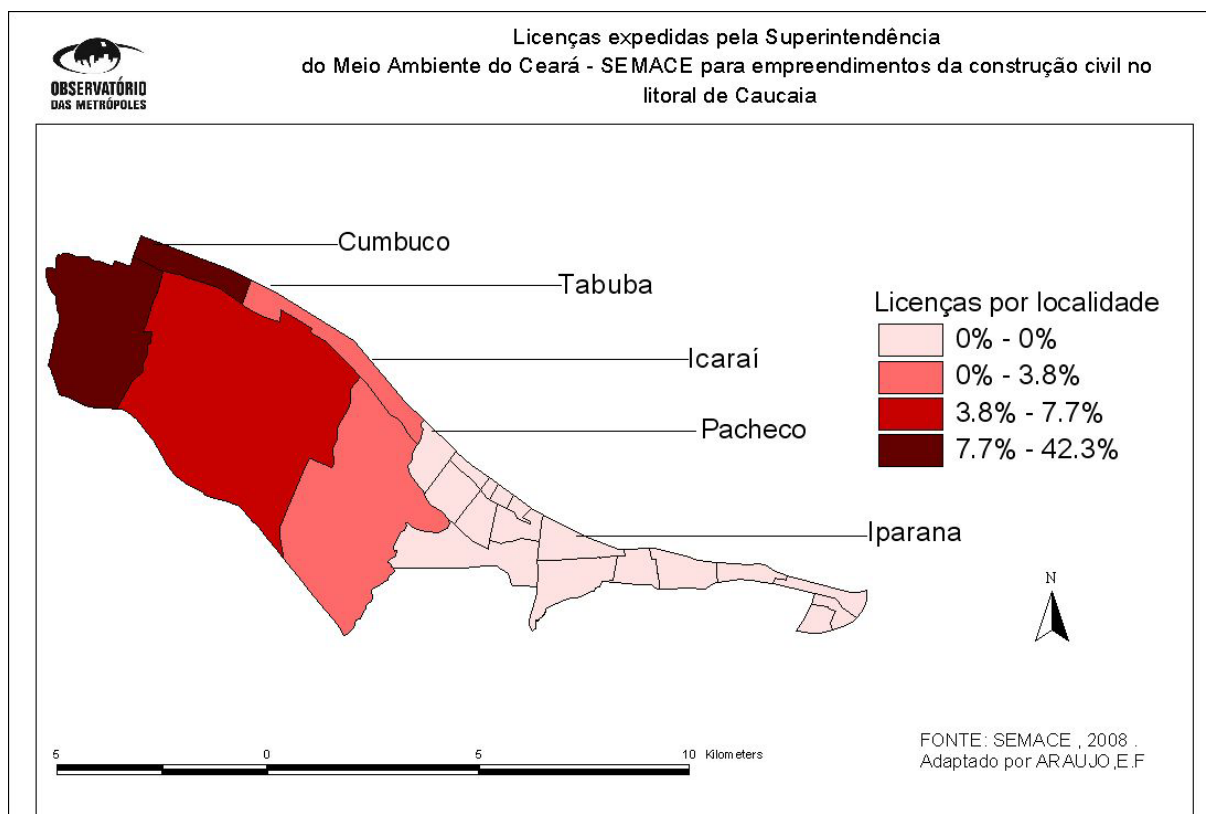 OBSERVATÓRIO
DAS METRÓPOLES
Licenças expedidas pela Superintendência
do Meio Ambiente do Ceará - SEMACE para empreendimentos da construção civil no
litoral de Caucaia
Cumbuco
Tabuba
Icaraí
Pacheco
Iparana
Licenças por localidade
0% - 0%
0% - 3.8%
3.8% - 7.7%
7.7% - 42.3%
N
5 0 5 10 Kilometers
FONTE: SEMACE , 2008 .
Adaptado por ARAUJO,E.F